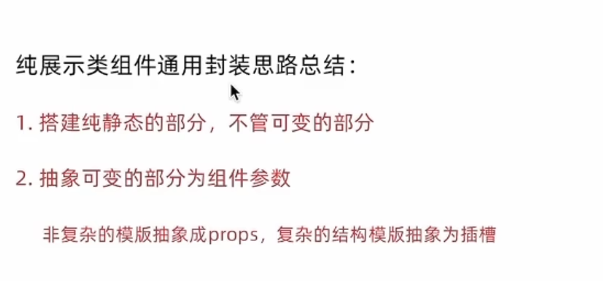 纯展示类组件通用封装思路总结：
1. 搭建纯静态的部分，不管可变的部分
2. 抽象可变的部分为组件参数
非复杂的模版抽象成props，复杂的结构模版抽象为插槽